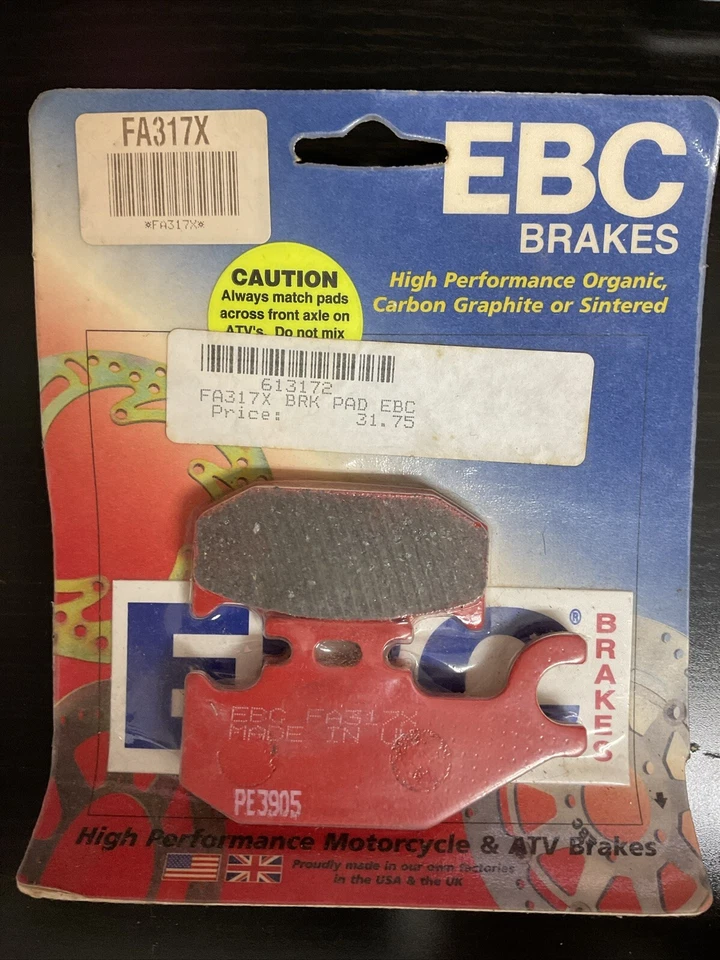 FA317X
*FA317X*
EBC
BRAKES
High Performance Organic,
Carbon Graphite or Sintered
CAUTION
Always match pads
across front axle on
ATV's. Do not mix
613172
FA317X BRK PAD EBC
Price: 31.75
®
BRAKES
EBC FA317X
MADE IN
PE3905
High Performance Motorcycle & ATV Brakes
Proudly made in our own factories
in the USA & the UK